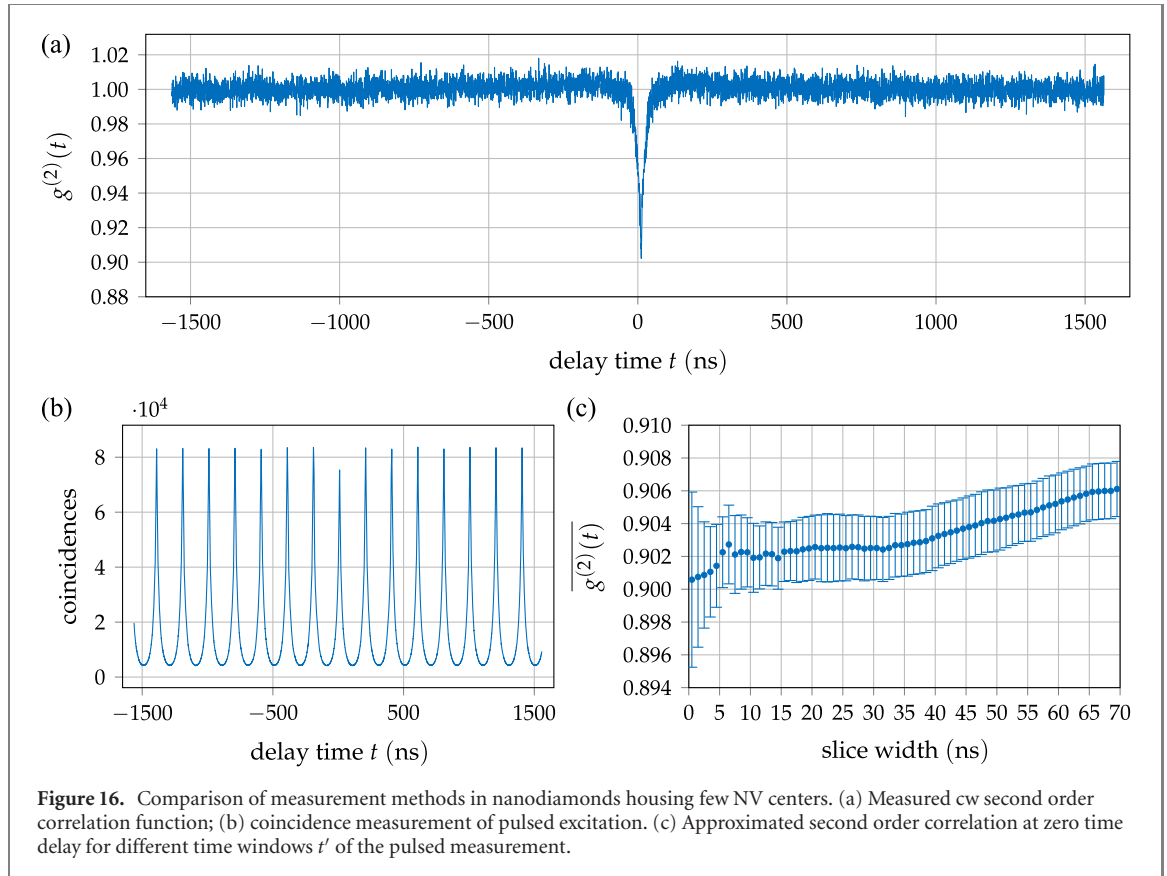 (a)
1.02
1.00
0.98
0.96
0.94
0.92
0.90
0.88
g(2)(t)
−1500
−1000
−500
0
500
1000
1500
delay time t (ns)
(b)
·10⁴
8
6
4
2
0
coincidences
−1500
−500
500
1500
delay time t (ns)
(c)
0.910
0.908
0.906
0.904
0.902
0.900
0.898
0.896
0.894
g(2)(t)
0 5 10 15 20 25 30 35 40 45 50 55 60 65 70
slice width (ns)
Figure 16. Comparison of measurement methods in nanodiamonds housing few NV centers. (a) Measured cw second order
correlation function; (b) coincidence measurement of pulsed excitation. (c) Approximated second order correlation at zero time
delay for different time windows t′ of the pulsed measurement.